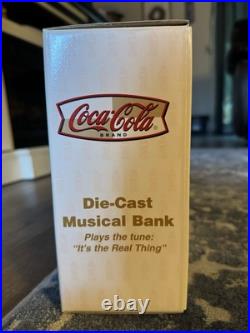 Coca-Cola
BRAND
Die-Cast
Musical Bank
Plays the tune:
"It's the Real Thing"